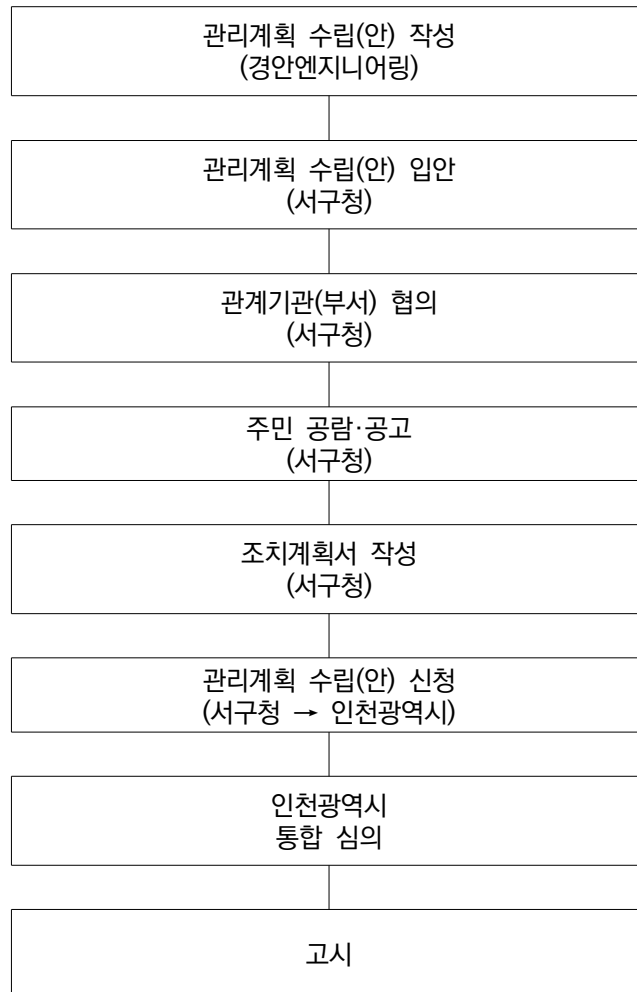 관리계획 수립(안) 작성
(경안엔지니어링)
관리계획 수립(안) 입안
(서구청)
관계기관(부서) 협의
(서구청)
주민 공람·공고
(서구청)
조치계획서 작성
(서구청)
관리계획 수립(안) 신청
(서구청 → 인천광역시)
인천광역시
통합 심의
고시